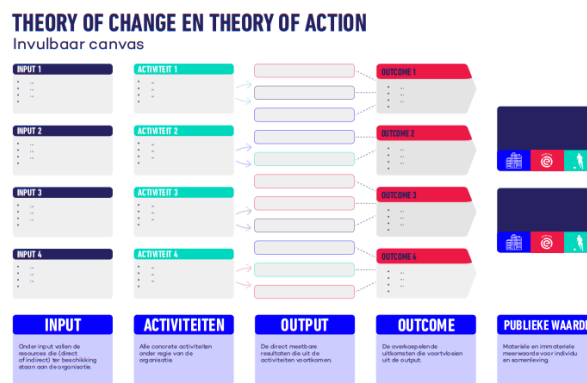 THEORY OF CHANGE EN THEORY OF ACTION
Invulbaar canvas
INPUT 1
ACTIVITEIT 1
OUTCOME 1
INPUT 2
ACTIVITEIT 2
OUTCOME 2
INPUT 3
ACTIVITEIT 3
OUTCOME 3
INPUT 4
ACTIVITEIT 4
OUTCOME 4
INPUT
Onder input vallen de
resources die (direct
of indirect) ter beschikking
staan aan de organisatie.
ACTIVITEITEN
Alle concrete activiteiten
onder regie van de
organisatie
OUTPUT
De direct meetbare
resultaten die uit de
activiteiten voortkomen.
OUTCOME
De overkoepelende
uitkomsten die voortvloeien
uit de output.
PUBLIEKE WAARD
Materiele en immateriele
meerwaarde voor individu
en samenleving.